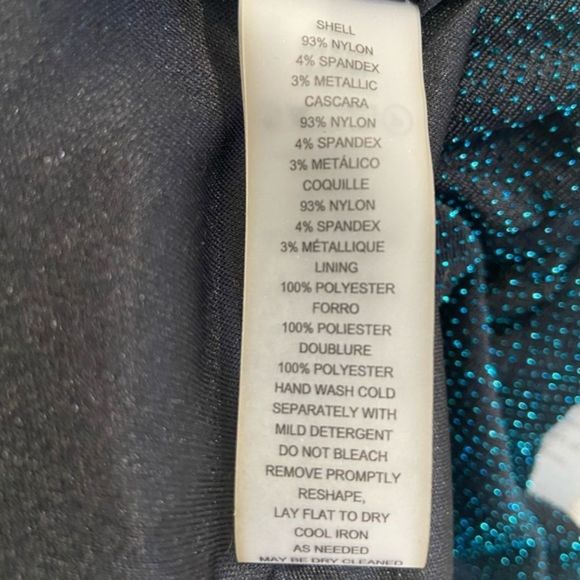 SHELL
93% NYLON
4% SPANDEX
3% METALLIC
CASCARA
93% NYLON
4% SPANDEX
3% METÁLICO
COQUILLE
93% NYLON
4% SPANDEX
3% MÉTALLIQUE
LINING
100% POLYESTER
FORRO
100% POLIESTER
DOUBLURE
100% POLYESTER
HAND WASH COLD
SEPARATELY WITH
MILD DETERGENT
DO NOT BLEACH
REMOVE PROMPTLY
RESHAPE,
LAY FLAT TO DRY
COOL IRON
AS NEEDED
MAY BE DRY CLEANED